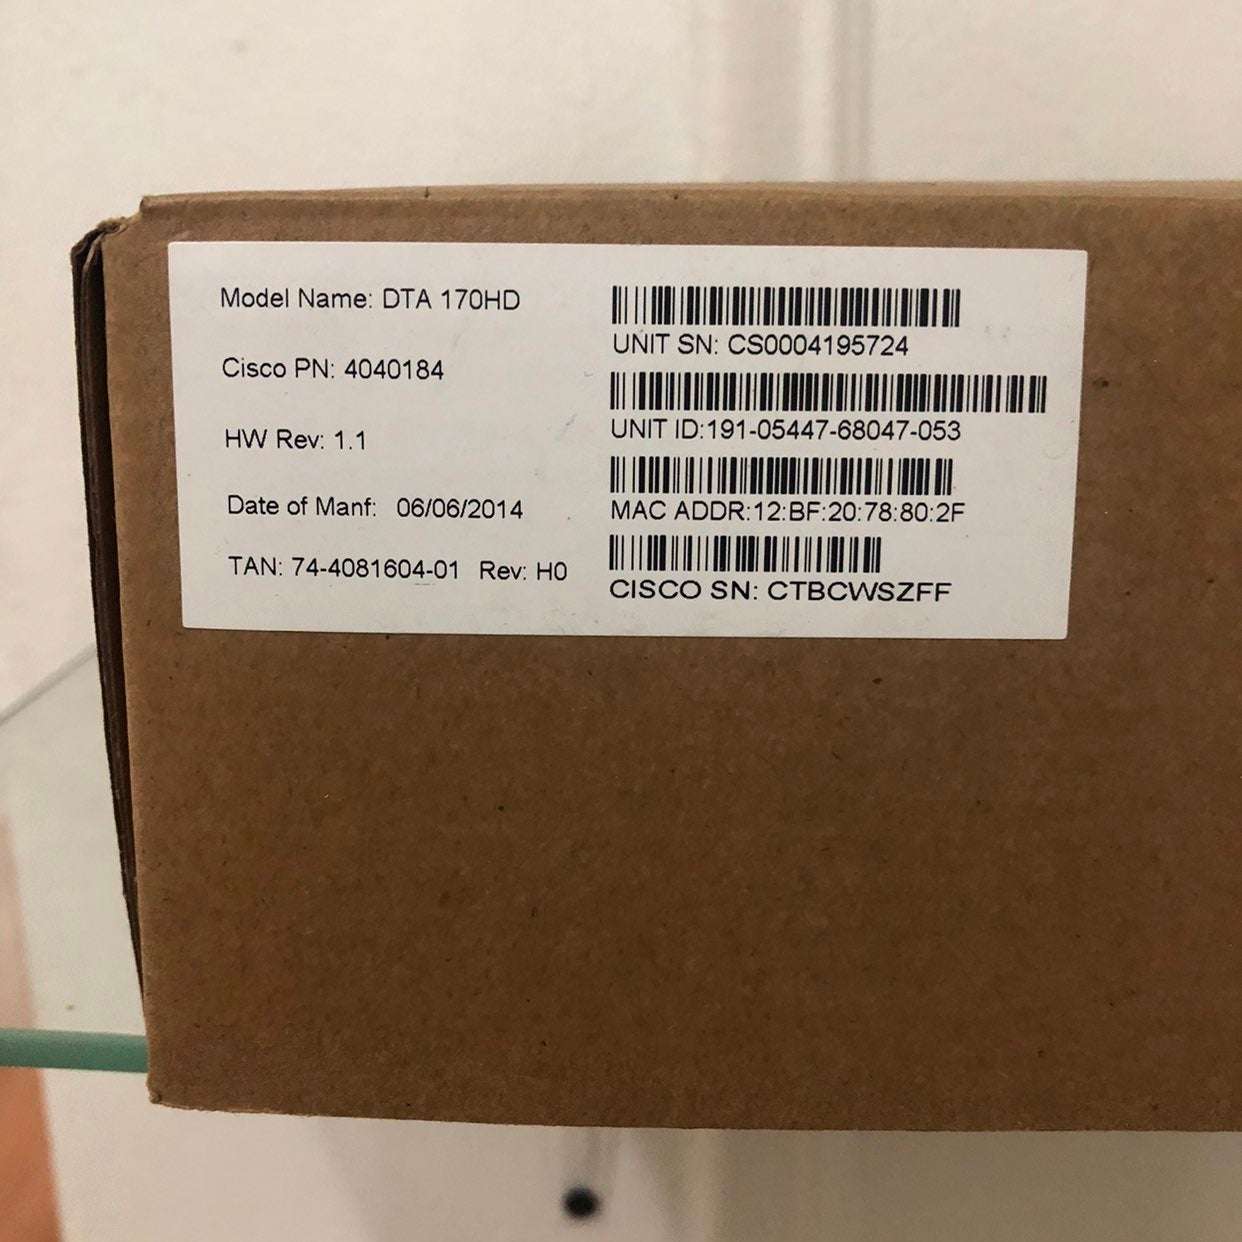 Model Name: DTA 170HD
Cisco PN: 4040184
HW Rev: 1.1
Date of Manf: 06/06/2014
TAN: 74-4081604-01 Rev: H0
UNIT SN: CS0004195724
UNIT ID:191-05447-68047-053
MAC ADDR:12:BF:20:78:80:2F
CISCO SN: CTBCWSZFF